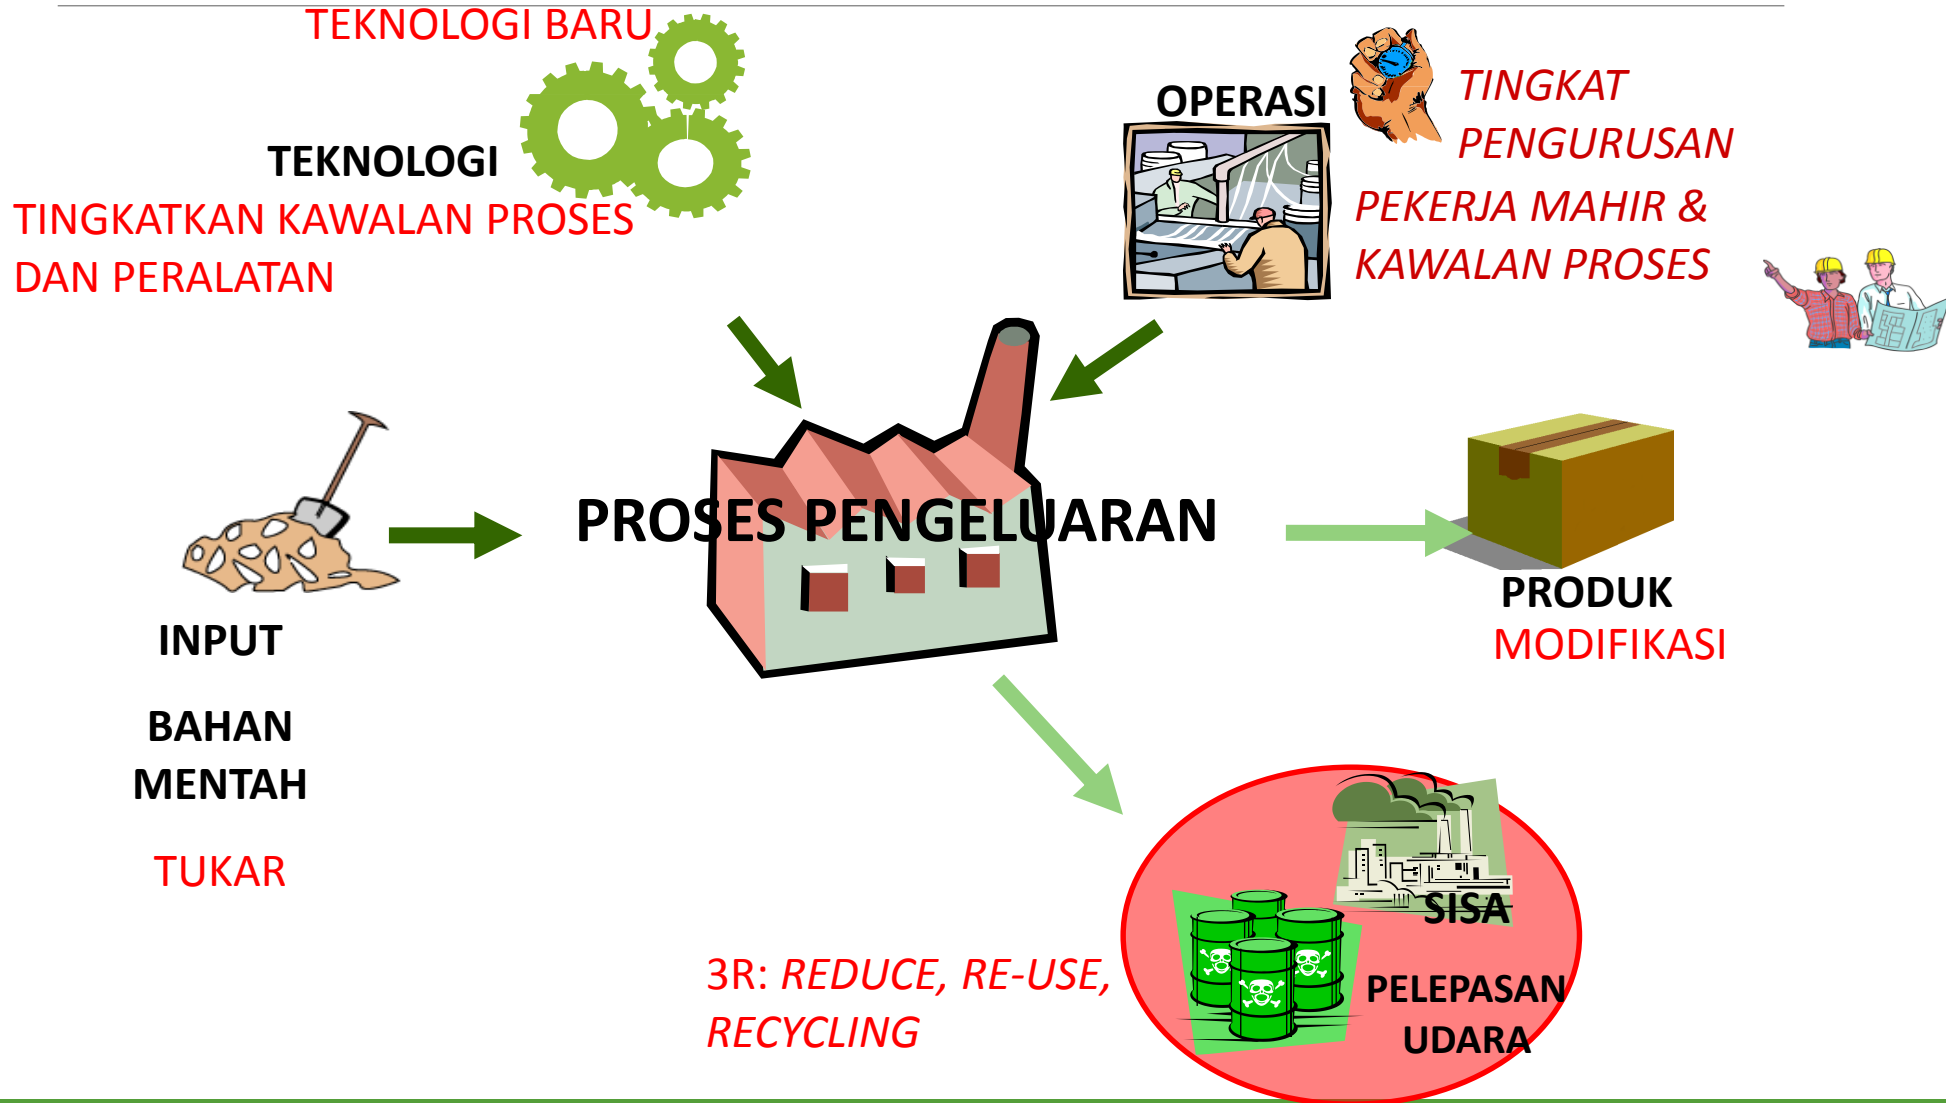 TEKNOLOGI BARU
TEKNOLOGI
TINGKATKAN KAWALAN PROSES
DAN PERALATAN
OPERASI
TINGKAT
PENGURUSAN
PEKERJA MAHIR &
KAWALAN PROSES
PROSES PENGELUARAN
INPUT
BAHAN
MENTAH
TUKAR
PRODUK
MODIFIKASI
3R: REDUCE, RE-USE,
RECYCLING
SISA
PELEPASAN
UDARA